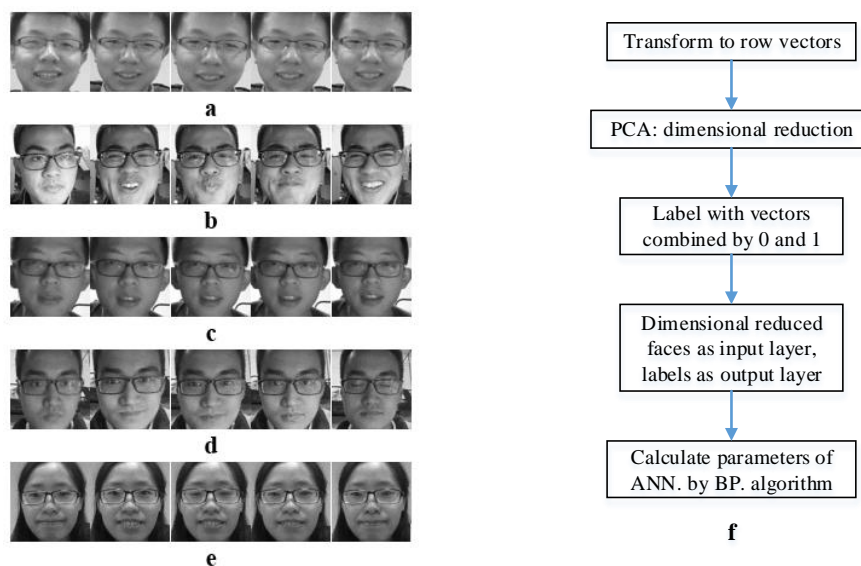 a
b
c
d
e
Transform to row vectors
PCA: dimensional reduction
Label with vectors
combined by 0 and 1
Dimensional reduced
faces as input layer,
labels as output layer
Calculate parameters of
ANN. by BP. algorithm
f